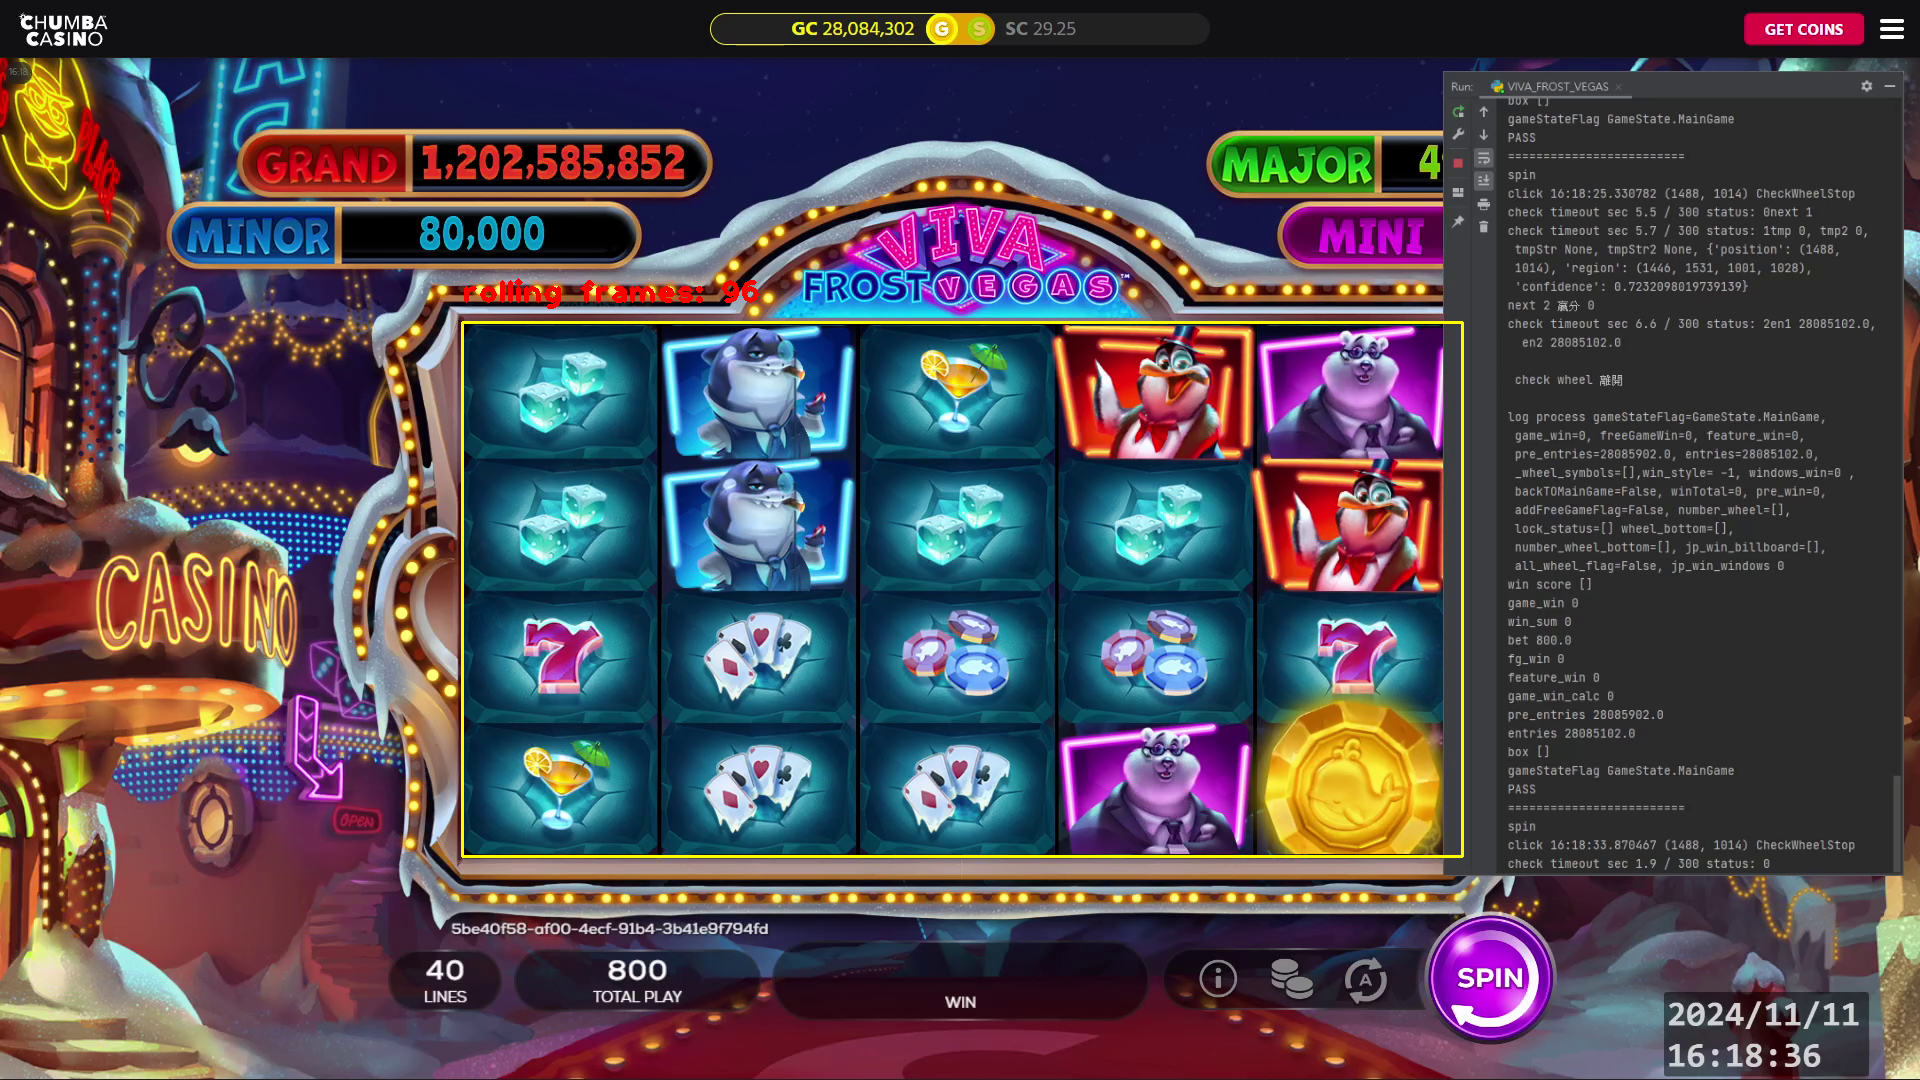 CHUMBA
CASINO
GC 28,084,302
G
S
SC 29.25
GET COINS
16:18
GRAND 1,202,585,852
MAJOR 4
MINOR 80,000
MINI
VIVA
FROST VEGAS™
PLACE
CASINO
OPEN
rolling frames: 96
7
7
5be40f58-af00-4ecf-91b4-3b41e9f794fd
40
LINES
800
TOTAL PLAY
WIN
i
A
SPIN
2024/11/11
16:18:36
Run: VIVA_FROST_VEGAS
box []
gameStateFlag GameState.MainGame
PASS
=========================
spin
click 16:18:25.330782 (1488, 1014) CheckWheelStop
check timeout sec 5.5 / 300 status: 0next 1
check timeout sec 5.7 / 300 status: 1tmp 0, tmp2 0,
tmpStr None, tmpStr2 None, {'position': (1488,
1014), 'region': (1446, 1531, 1001, 1028),
'confidence': 0.7232098019739139}
next 2 贏分 0
check timeout sec 6.6 / 300 status: 2en1 28085102.0,
en2 28085102.0
check wheel 離開
log process gameStateFlag=GameState.MainGame,
game_win=0, freeGameWin=0, feature_win=0,
pre_entries=28085902.0, entries=28085102.0,
_wheel_symbols=[],win_style= -1, windows_win=0 ,
backTOMainGame=False, winTotal=0, pre_win=0,
addFreeGameFlag=False, number_wheel=[],
lock_status=[] wheel_bottom=[],
number_wheel_bottom=[], jp_win_billboard=[],
all_wheel_flag=False, jp_win_windows 0
win score []
game_win 0
win_sum 0
bet 800.0
fg_win 0
feature_win 0
game_win_calc 0
pre_entries 28085902.0
entries 28085102.0
box []
gameStateFlag GameState.MainGame
PASS
=========================
spin
click 16:18:33.870467 (1488, 1014) CheckWheelStop
check timeout sec 1.9 / 300 status: 0